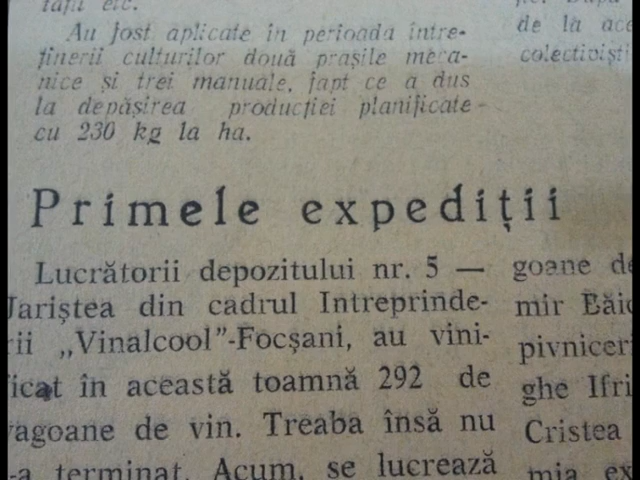 etc.
Au fost aplicate în perioada între-
ținerii culturilor două prașile meca-
nice și trei manuale, fapt ce a dus
la depășirea producției planificate
cu 230 kg la ha.
Primele expediții
Lucrătorii depozitului nr. 5 —
Jariștea din cadrul Intreprinde-
rii „Vinalcool"-Focșani, au vini-
ficat în această toamnă 292 de
vagoane de vin. Treaba însă nu
-a terminat. Acum, se lucrează
de la ace
colectiviști
goane de
mir Băic
pivnicer
ghe Ifri
Cristea
mia ex